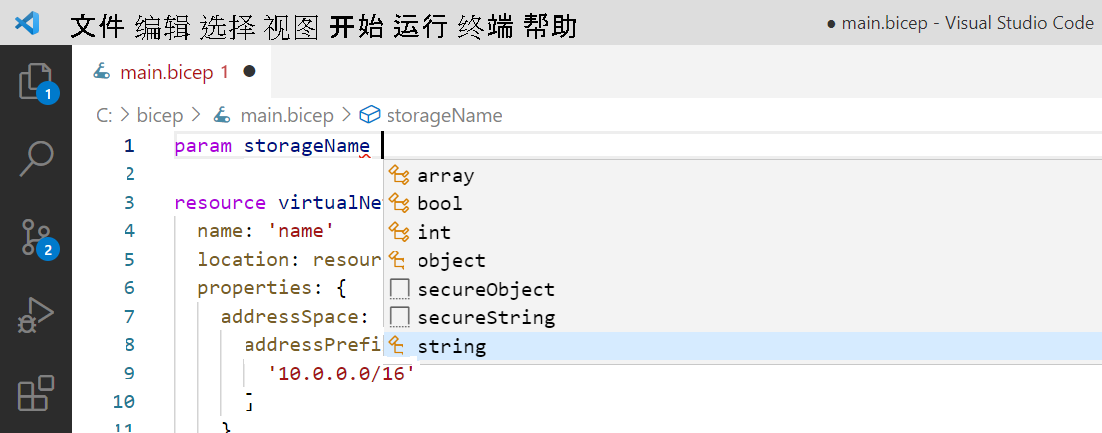 文件 编辑 选择 视图 开始 运行 终端 帮助
● main.bicep - Visual Studio Code
main.bicep 1 ●
C: > bicep > main.bicep > storageName
1 param storageName
array
2
bool
3 resource virtualNe
int
4 name: 'name'
object
5 location: resour
secureObject
6 properties: {
secureString
7 addressSpace:
string
8 addressPrefi
9 '10.0.0.0/16'
10 ]
11 }
1
2